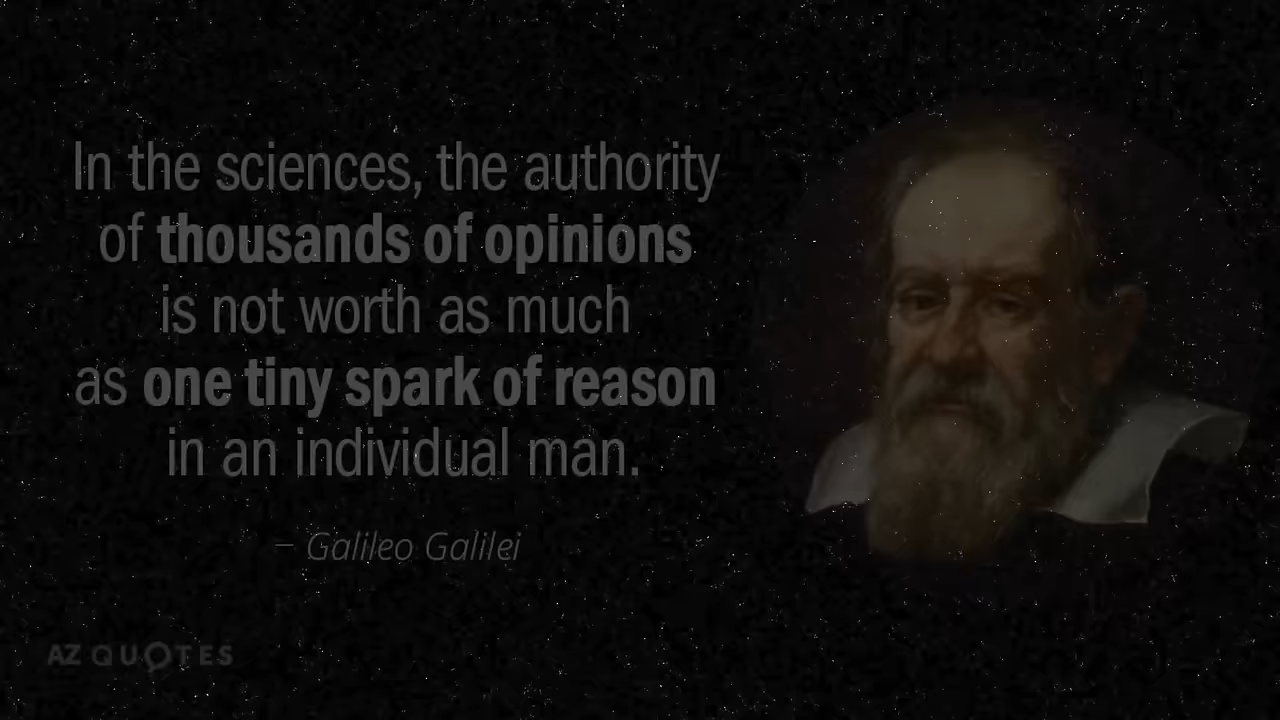 In the sciences, the authority
of thousands of opinions
is not worth as much
as one tiny spark of reason
in an individual man.
– Galileo Galilei
AZ QUOTES